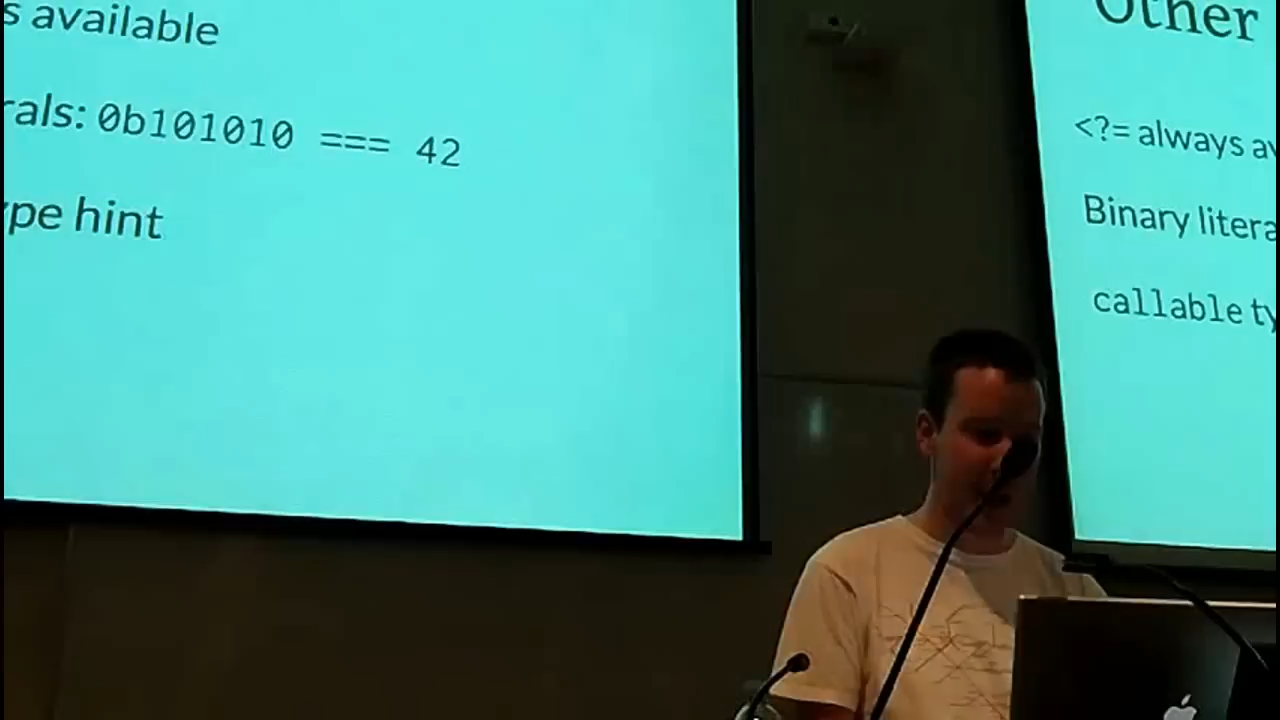 s available
rals: 0b101010 === 42
ype hint
Other
<?= always av
Binary litera
callable ty